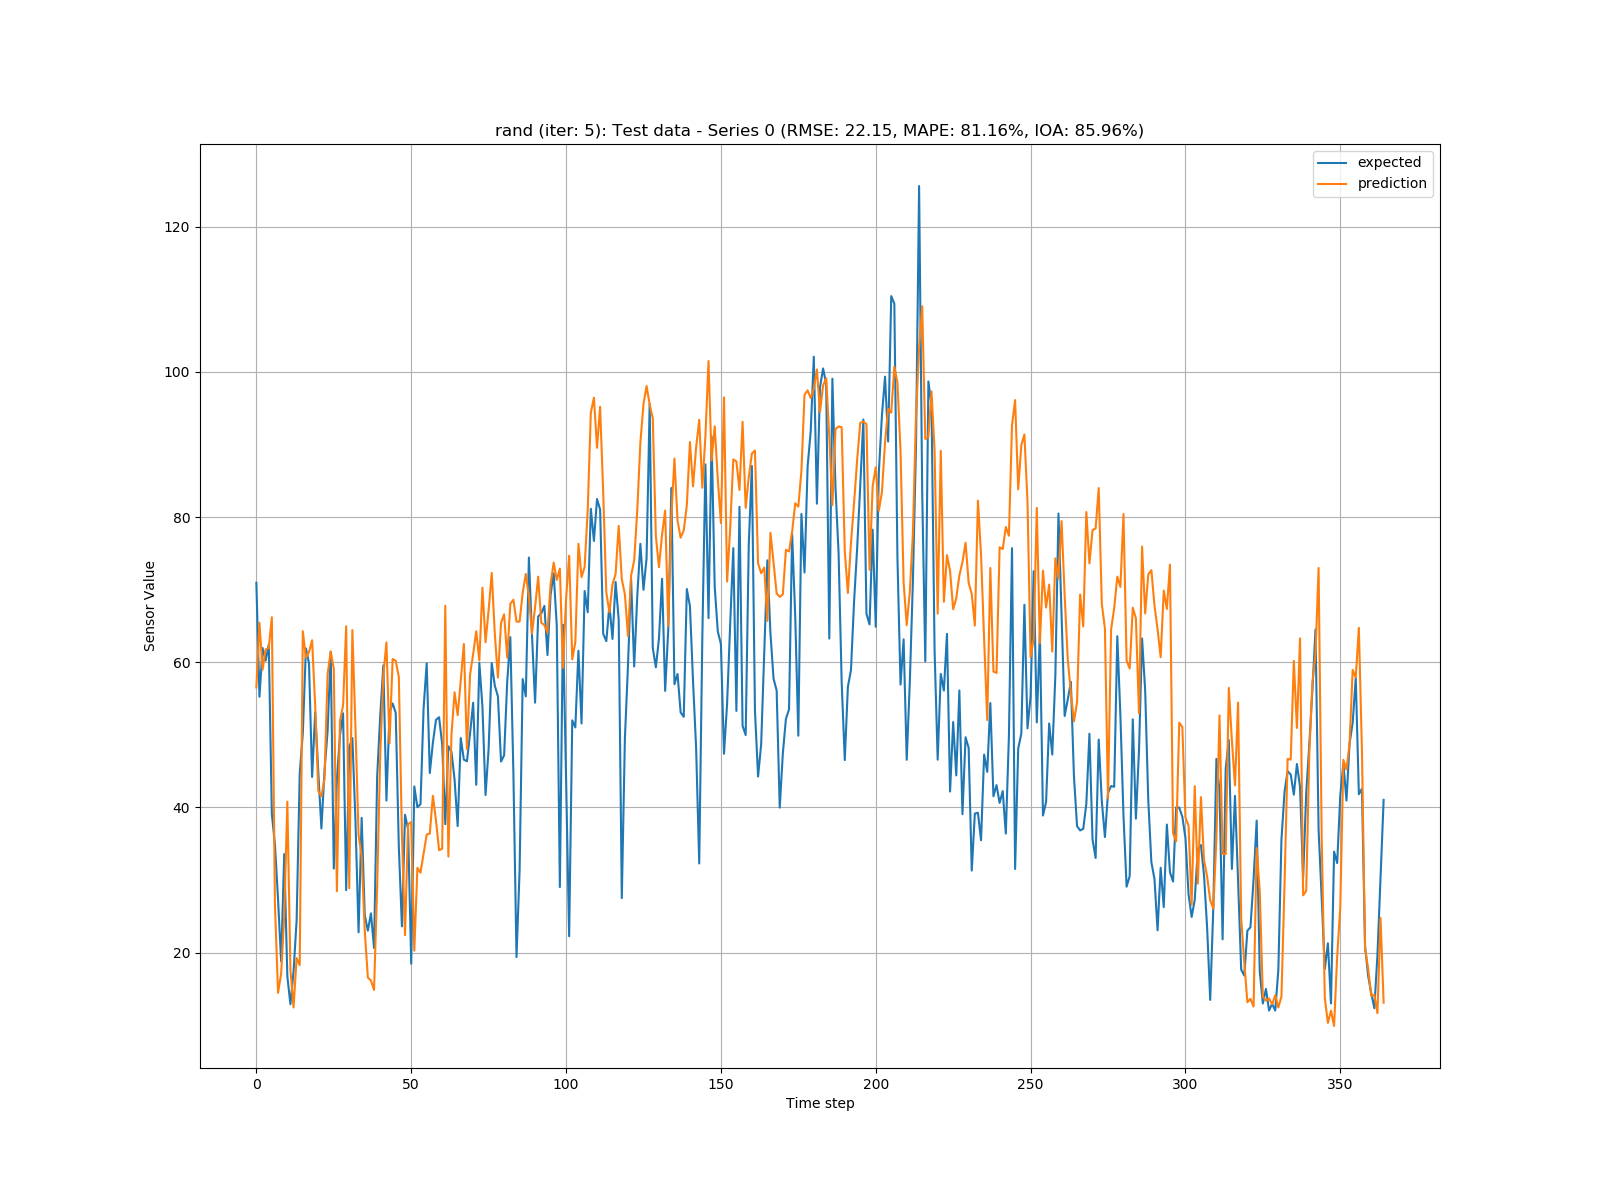 rand (iter: 5): Test data - Series 0 (RMSE: 22.15, MAPE: 81.16%, IOA: 85.96%)
expected
prediction
120
100
80
60
40
20
Sensor Value
0 50 100 150 200 250 300 350
Time step